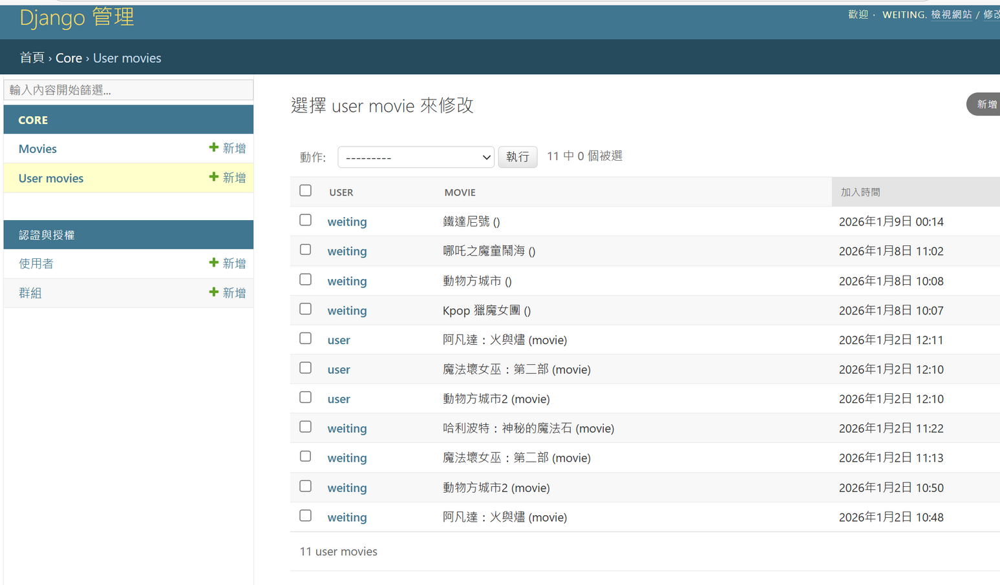 Django 管理
歡迎 · WEITING. 檢視網站 / 修改
首頁 › Core › User movies
輸入內容開始篩選...
CORE
Movies 新增
User movies 新增
認證與授權
使用者 新增
群組 新增
選擇 user movie 來修改
新增
動作: --------- 執行 11 中 0 個被選
USER MOVIE 加入時間
weiting 鐵達尼號 () 2026年1月9日 00:14
weiting 哪吒之魔童鬧海 () 2026年1月8日 11:02
weiting 動物方城市 () 2026年1月8日 10:08
weiting Kpop 獵魔女團 () 2026年1月8日 10:07
user 阿凡達：火與燼 (movie) 2026年1月2日 12:11
user 魔法壞女巫：第二部 (movie) 2026年1月2日 12:10
user 動物方城市2 (movie) 2026年1月2日 12:10
weiting 哈利波特：神秘的魔法石 (movie) 2026年1月2日 11:22
weiting 魔法壞女巫：第二部 (movie) 2026年1月2日 11:13
weiting 動物方城市2 (movie) 2026年1月2日 10:50
weiting 阿凡達：火與燼 (movie) 2026年1月2日 10:48
11 user movies